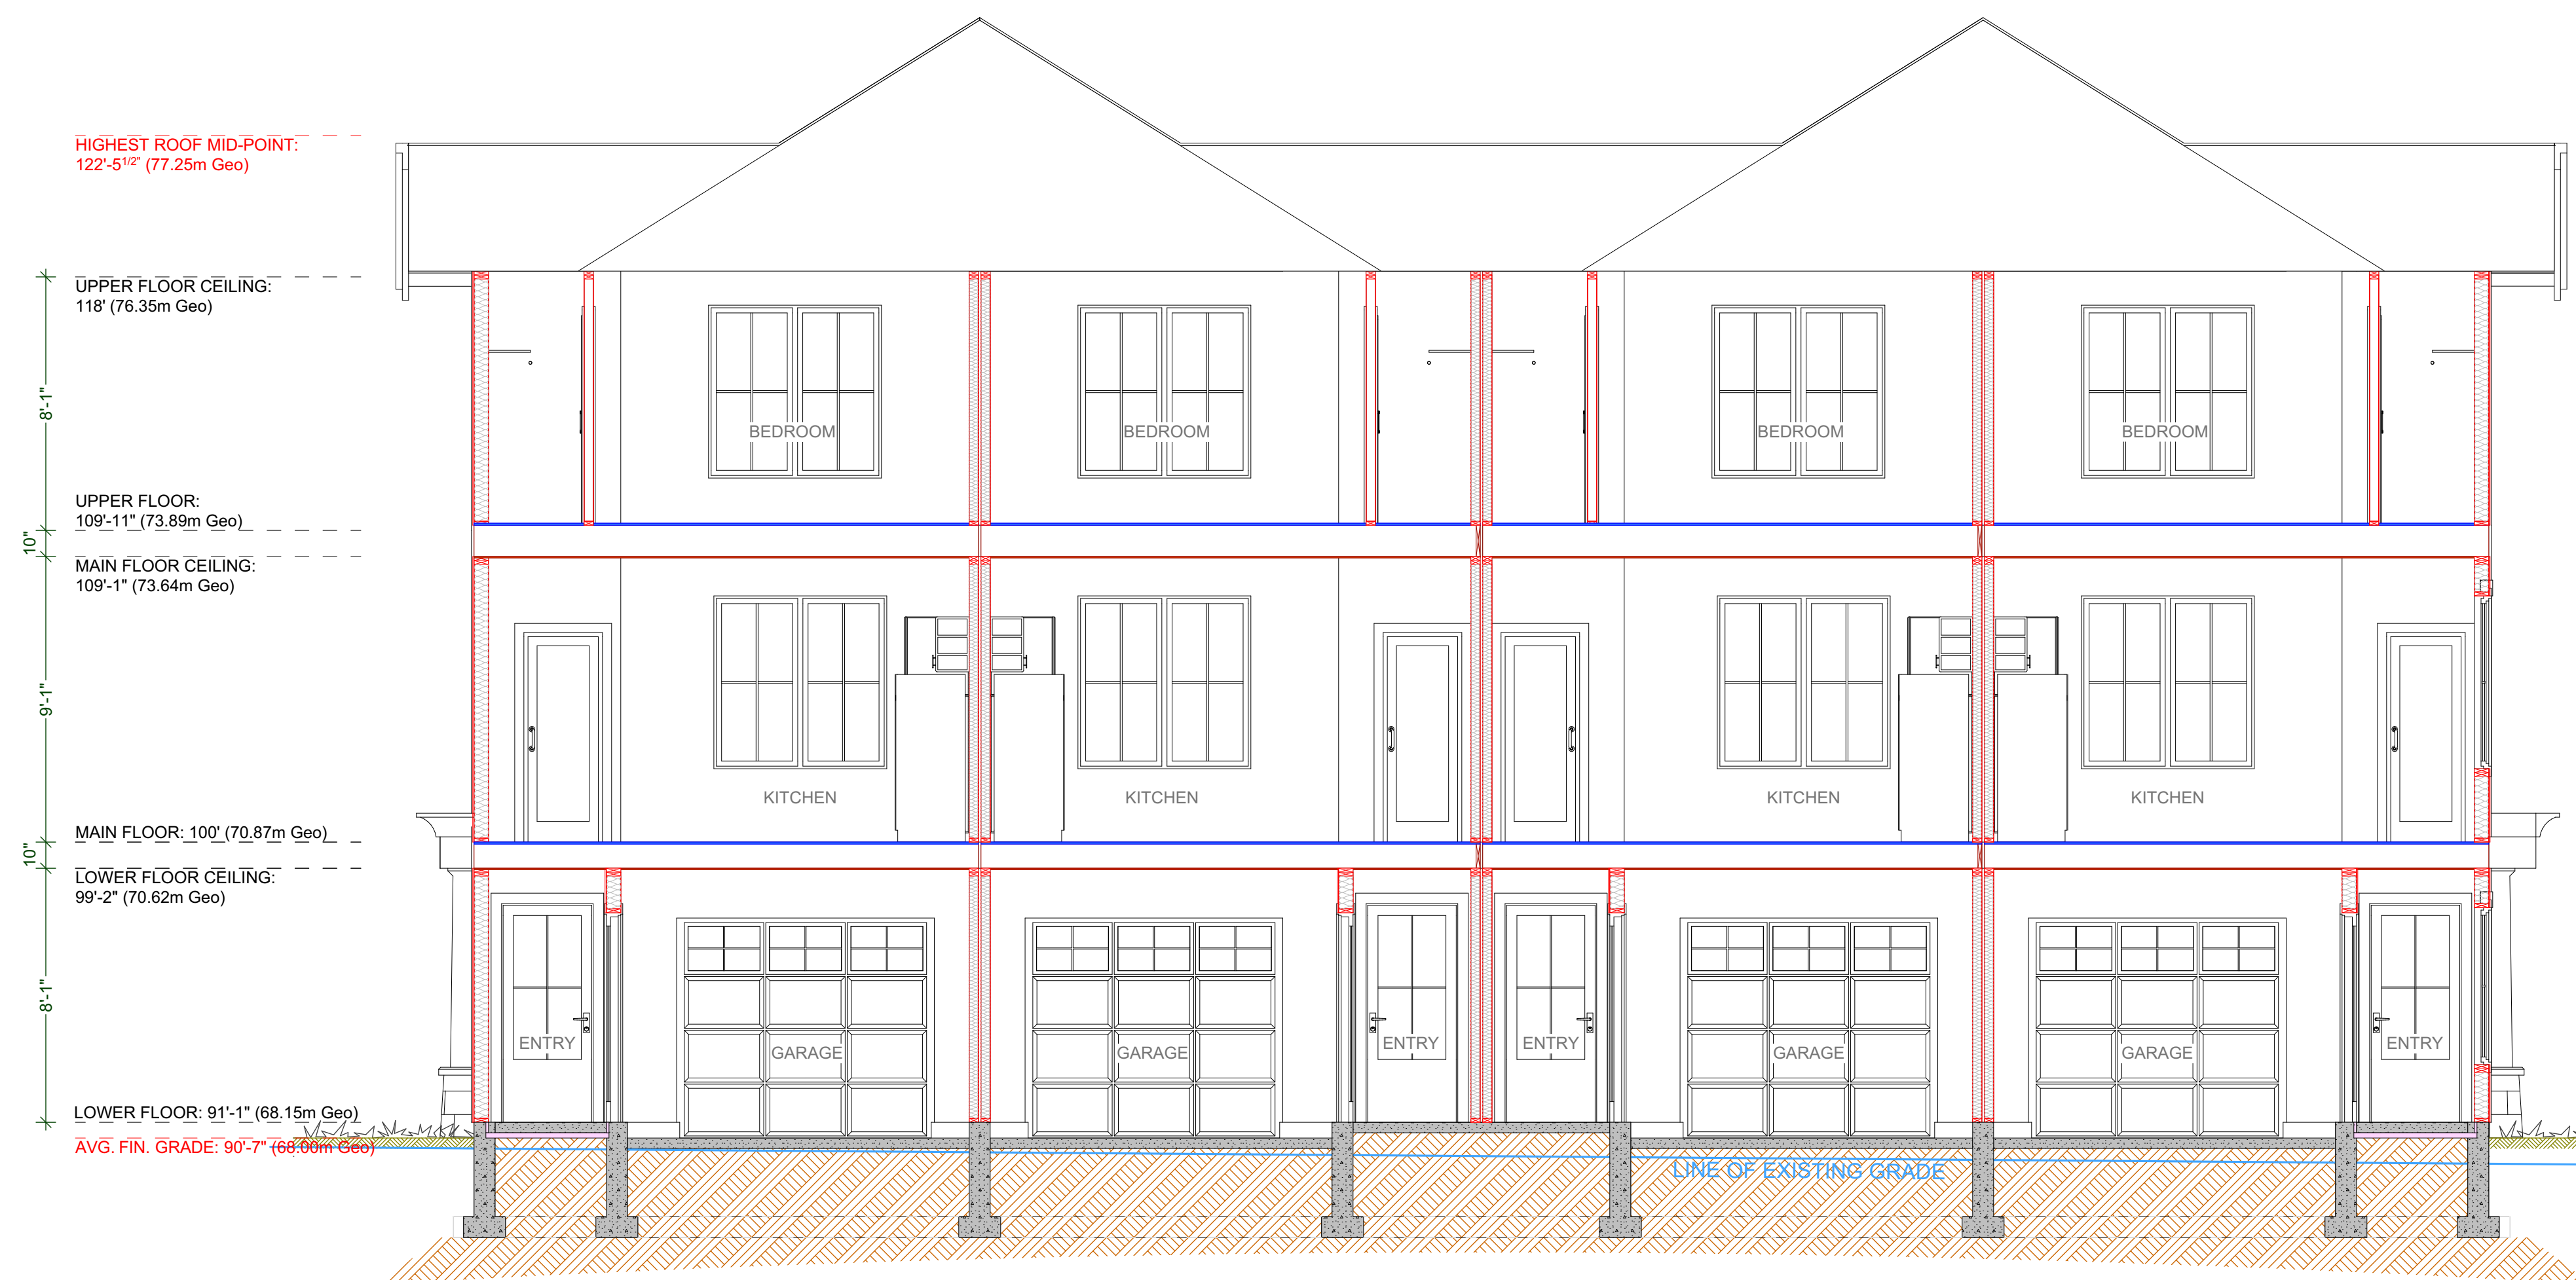 HIGHEST ROOF MID-POINT:
122'-5 1/2" (77.25m Geo)
UPPER FLOOR CEILING:
118' (76.35m Geo)
8'-1"
BEDROOM
BEDROOM
BEDROOM
BEDROOM
UPPER FLOOR:
109'-11" (73.89m Geo)
10"
MAIN FLOOR CEILING:
109'-1" (73.64m Geo)
9'-1"
KITCHEN
KITCHEN
KITCHEN
KITCHEN
MAIN FLOOR: 100' (70.87m Geo)
10"
LOWER FLOOR CEILING:
99'-2" (70.62m Geo)
8'-1"
ENTRY
GARAGE
GARAGE
ENTRY
ENTRY
GARAGE
GARAGE
ENTRY
LOWER FLOOR: 91'-1" (68.15m Geo)
AVG. FIN. GRADE: 90'-7" (68.00m Geo)
LINE OF EXISTING GRADE